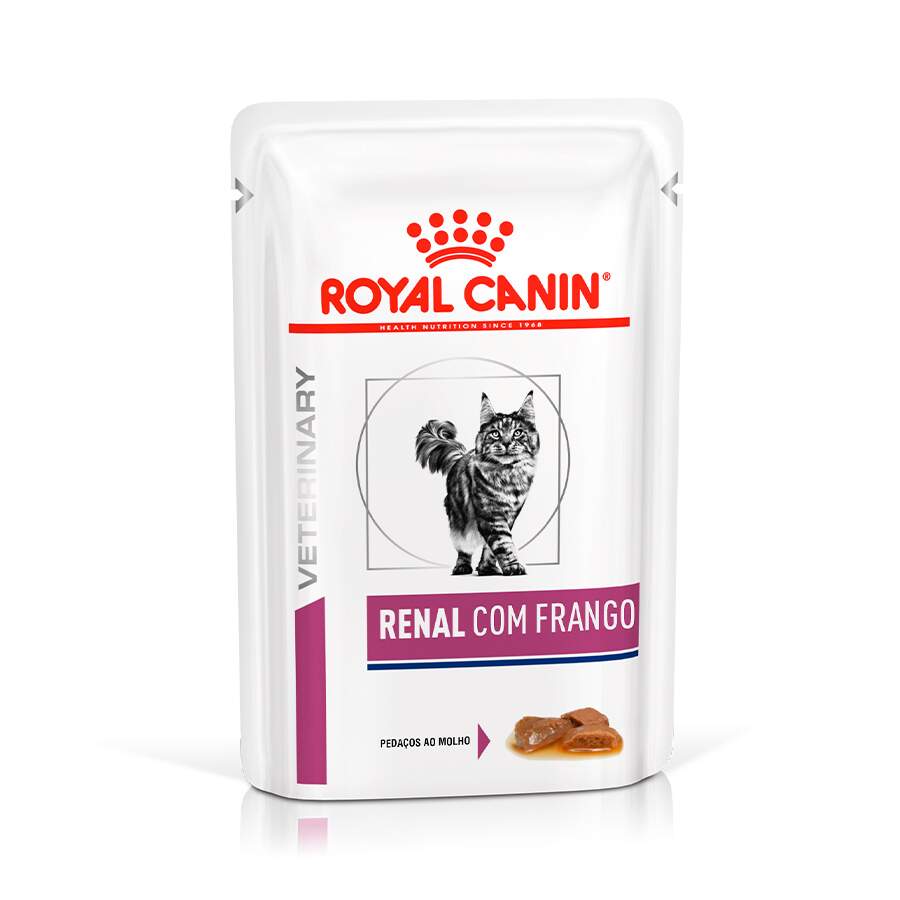 ROYAL CANIN®
HEALTH NUTRITION SINCE 1968
VETERINARY
RENAL COM FRANGO
PEDAÇOS AO MOLHO